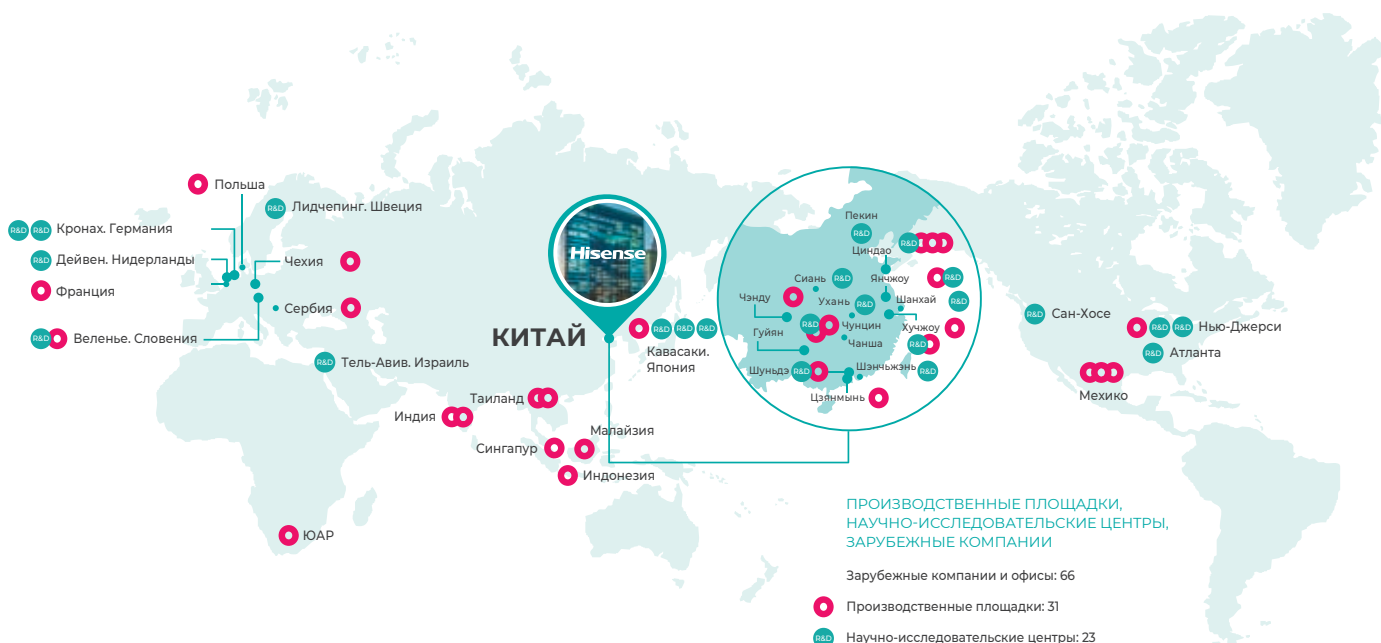 Польша
R&D Лидчепинг. Швеция
R&D R&D Кронах. Германия
R&D Дейвен. Нидерланды
Чехия
Франция
Сербия
R&D Веленье. Словения
R&D Тель-Авив. Израиль
Hisense
КИТАЙ
R&D R&D R&D
Кавасаки.
Япония
Таиланд
Индия
Малайзия
Сингапур
Индонезия
ЮАР
Пекин
R&D
Циндао
R&D
Сиань R&D
Янчжоу
R&D
Чэнду
Ухань R&D
Шанхай
R&D
R&D
Чунцин
Хучжоу
Гуйян
Чанша
R&D
Шуньдэ R&D
Шэнчьжэнь R&D
Цзянмынь
R&D Сан-Хосе
R&D R&D Нью-Джерси
R&D Атланта
Мехико
ПРОИЗВОДСТВЕННЫЕ ПЛОЩАДКИ,
НАУЧНО-ИССЛЕДОВАТЕЛЬСКИЕ ЦЕНТРЫ,
ЗАРУБЕЖНЫЕ КОМПАНИИ
Зарубежные компании и офисы: 66
Производственные площадки: 31
R&D Научно-исследовательские центры: 23